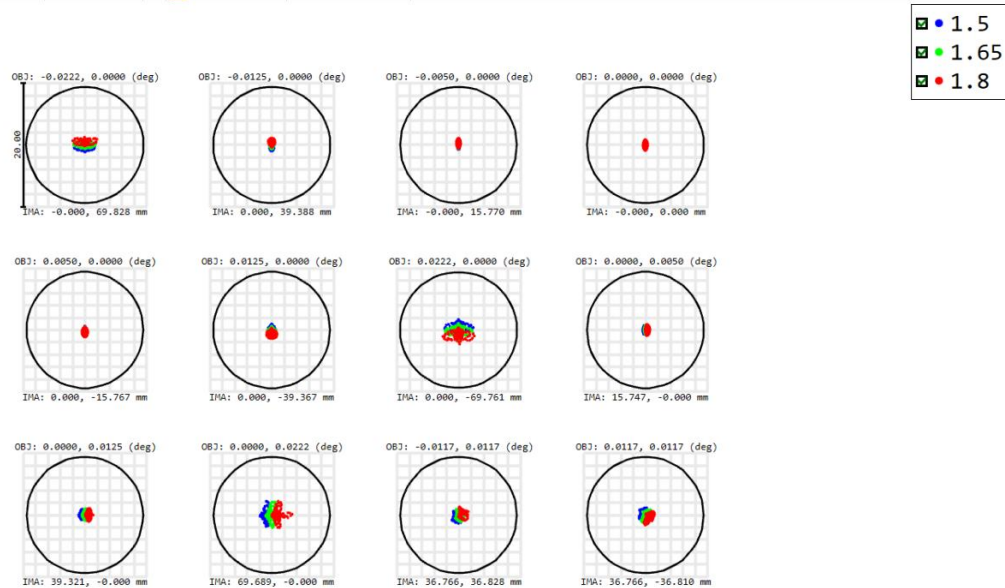 1.5
1.65
1.8
OBJ: -0.0222, 0.0000 (deg)
OBJ: -0.0125, 0.0000 (deg)
OBJ: -0.0050, 0.0000 (deg)
OBJ: 0.0000, 0.0000 (deg)
20.00
IMA: -0.000, 69.828 mm
IMA: 0.000, 39.388 mm
IMA: -0.000, 15.770 mm
IMA: -0.000, 0.000 mm
OBJ: 0.0050, 0.0000 (deg)
OBJ: 0.0125, 0.0000 (deg)
OBJ: 0.0222, 0.0000 (deg)
OBJ: 0.0000, 0.0050 (deg)
IMA: 0.000, -15.767 mm
IMA: 0.000, -39.367 mm
IMA: 0.000, -69.761 mm
IMA: 15.747, -0.000 mm
OBJ: 0.0000, 0.0125 (deg)
OBJ: 0.0000, 0.0222 (deg)
OBJ: -0.0117, 0.0117 (deg)
OBJ: 0.0117, 0.0117 (deg)
IMA: 39.321, -0.000 mm
IMA: 69.689, -0.000 mm
IMA: 36.766, 36.828 mm
IMA: 36.766, -36.810 mm